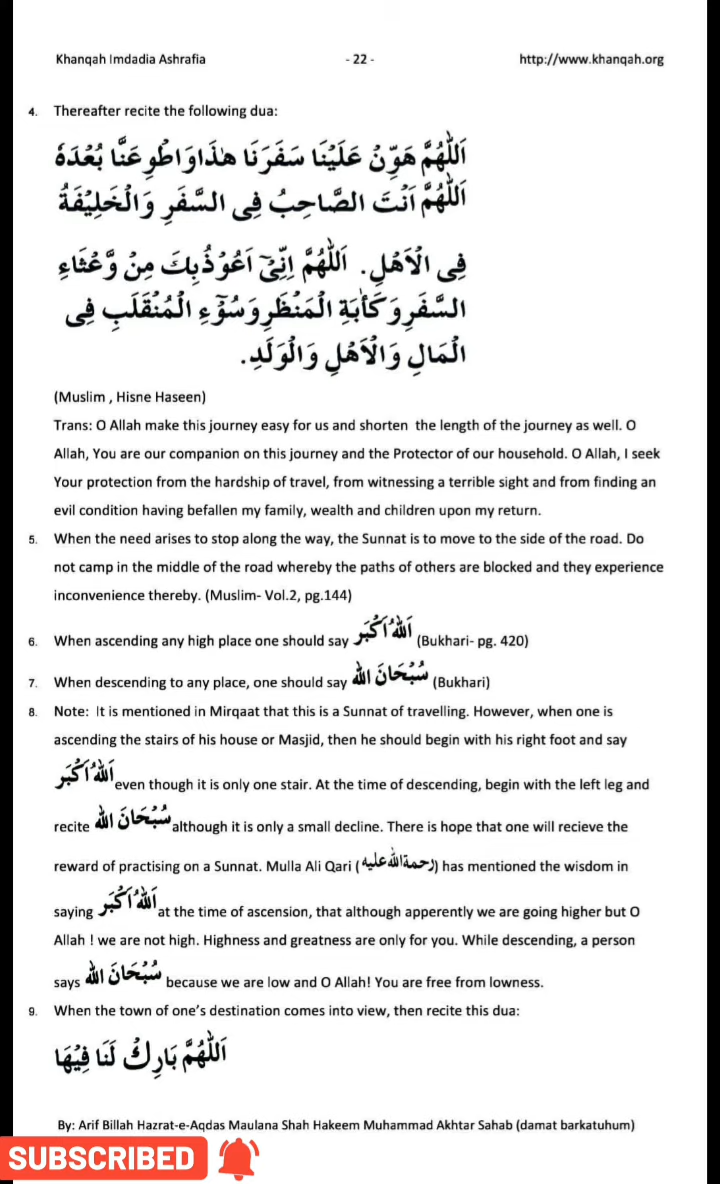 Khanqah Imdadia Ashrafia - 22 - http://www.khanqah.org
4. Thereafter recite the following dua:
اَللّٰهُمَّ هَوِّنْ عَلَيْنَا سَفَرَنَا هٰذَا وَاطْوِ عَنَّا بُعْدَهٗ
اَللّٰهُمَّ اَنْتَ الصَّاحِبُ فِى السَّفَرِ وَالْخَلِيْفَةُ
فِى الْاَهْلِ. اَللّٰهُمَّ اِنِّىْٓ اَعُوْذُبِكَ مِنْ وَّعْثَاءِ
السَّفَرِ وَكَاٰبَةِ الْمَنْظَرِ وَسُوْٓءِ الْمُنْقَلَبِ فِى
الْمَالِ وَالْاَهْلِ وَالْوَلَدِ.
(Muslim , Hisne Haseen)
Trans: O Allah make this journey easy for us and shorten the length of the journey as well. O
Allah, You are our companion on this journey and the Protector of our household. O Allah, I seek
Your protection from the hardship of travel, from witnessing a terrible sight and from finding an
evil condition having befallen my family, wealth and children upon my return.
5. When the need arises to stop along the way, the Sunnat is to move to the side of the road. Do
not camp in the middle of the road whereby the paths of others are blocked and they experience
inconvenience thereby. (Muslim- Vol.2, pg.144)
6. When ascending any high place one should say اَللّٰهُ اَكْبَرْ (Bukhari- pg. 420)
7. When descending to any place, one should say سُبْحَانَ الله (Bukhari)
8. Note: It is mentioned in Mirqaat that this is a Sunnat of travelling. However, when one is
ascending the stairs of his house or Masjid, then he should begin with his right foot and say
اَللّٰهُ اَكْبَرْ even though it is only one stair. At the time of descending, begin with the left leg and
recite سُبْحَانَ الله although it is only a small decline. There is hope that one will recieve the
reward of practising on a Sunnat. Mulla Ali Qari (رحمة الله عليه) has mentioned the wisdom in
saying اَللّٰهُ اَكْبَرْ at the time of ascension, that although apperently we are going higher but O
Allah ! we are not high. Highness and greatness are only for you. While descending, a person
says سُبْحَانَ الله because we are low and O Allah! You are free from lowness.
9. When the town of one’s destination comes into view, then recite this dua:
اَللّٰهُمَّ بَارِكْ لَنَا فِيْهَا
By: Arif Billah Hazrat-e-Aqdas Maulana Shah Hakeem Muhammad Akhtar Sahab (damat barkatuhum)
SUBSCRIBED